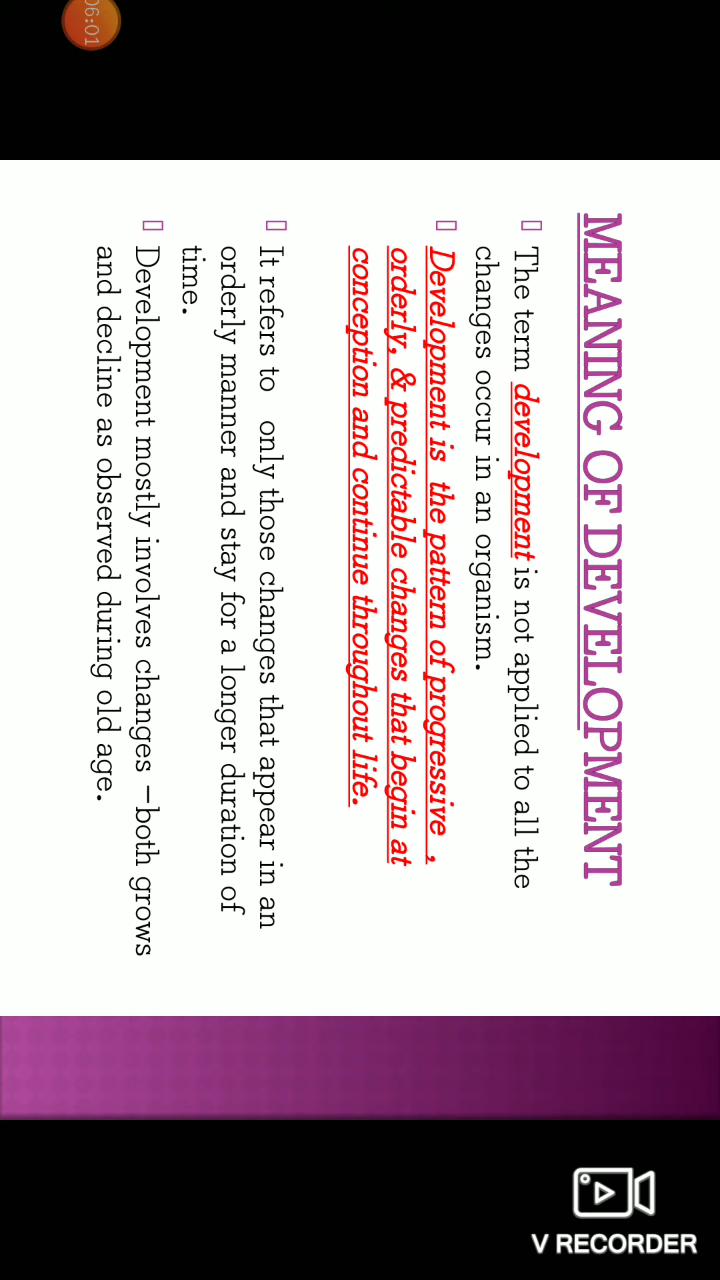 MEANING OF DEVELOPMENT
The term development is not applied to all the
changes occur in an organism.
Development is the pattern of progressive ,
orderly, & predictable changes that begin at
conception and continue throughout life.
It refers to only those changes that appear in an
orderly manner and stay for a longer duration of
time.
Development mostly involves changes –both grows
and decline as observed during old age.
06:01
V RECORDER